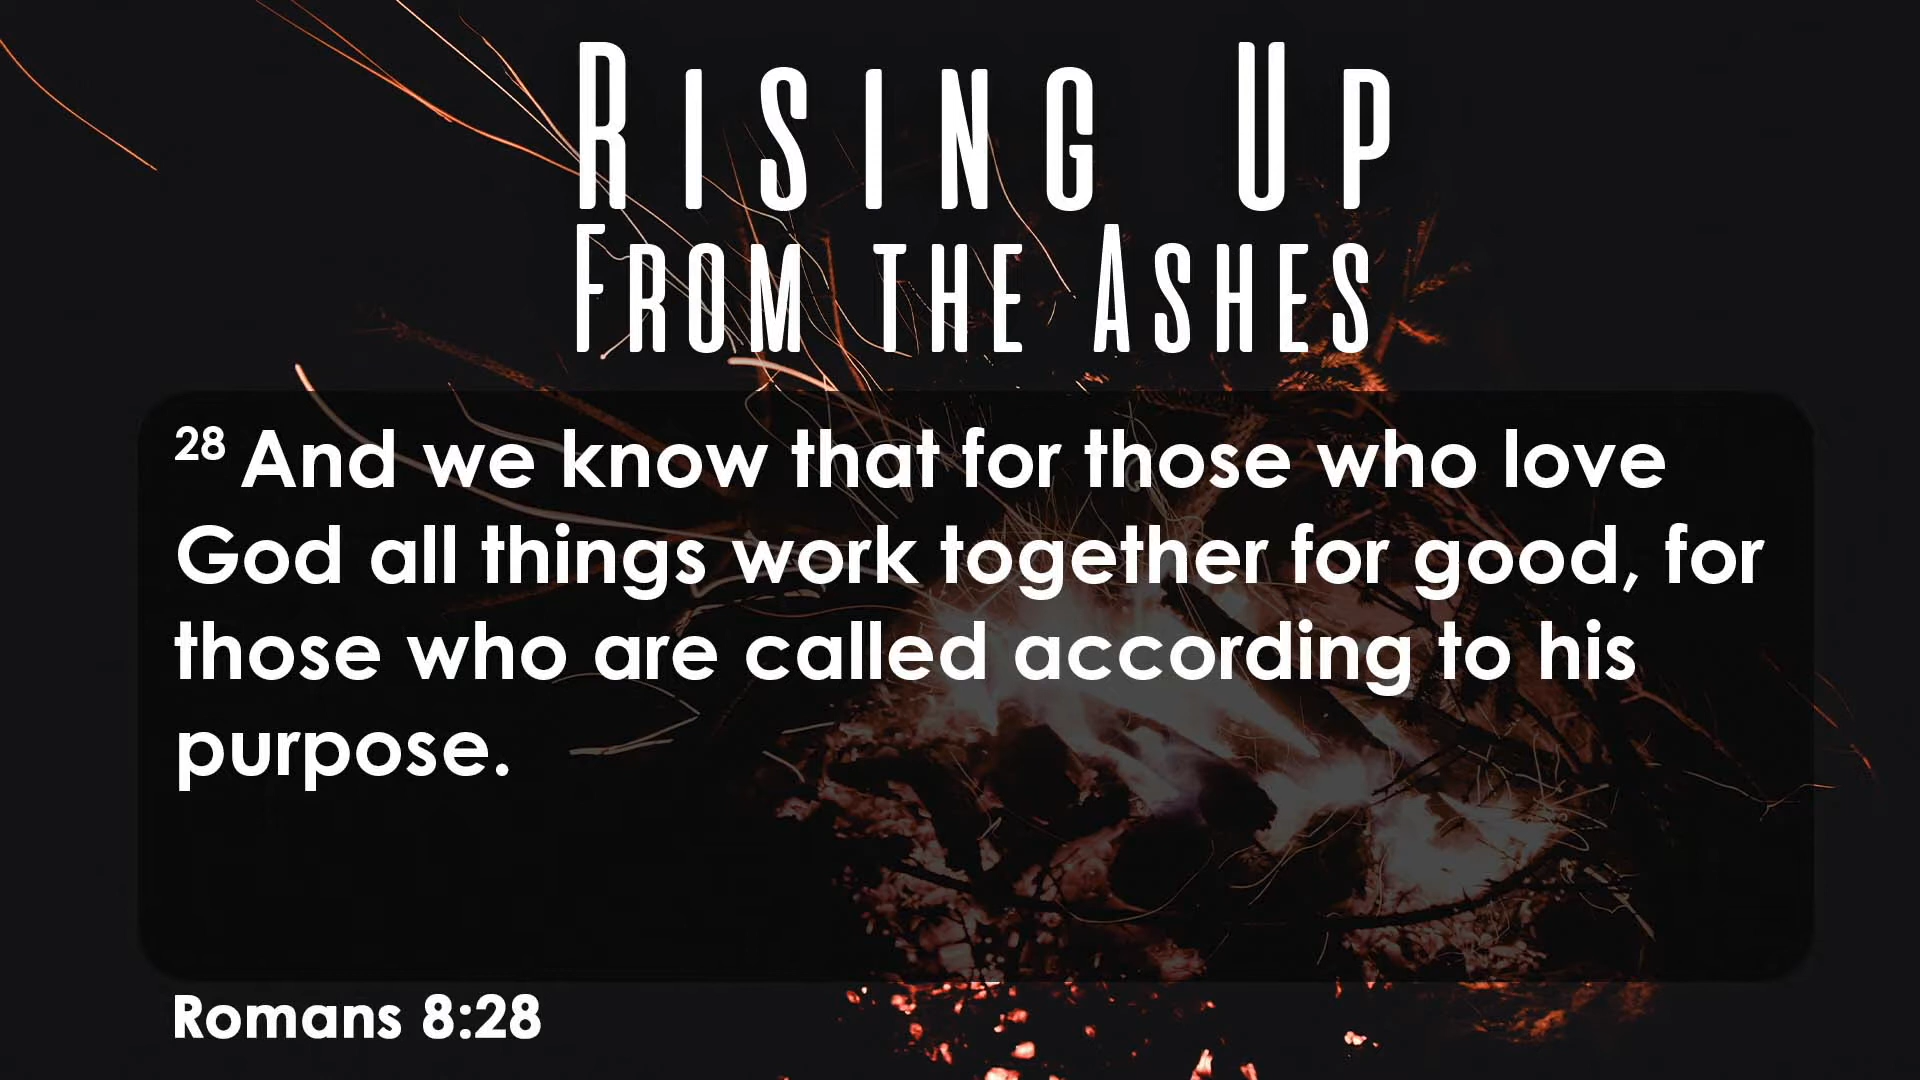 Rising Up
From the Ashes
28 And we know that for those who love
God all things work together for good, for
those who are called according to his
purpose.
Romans 8:28